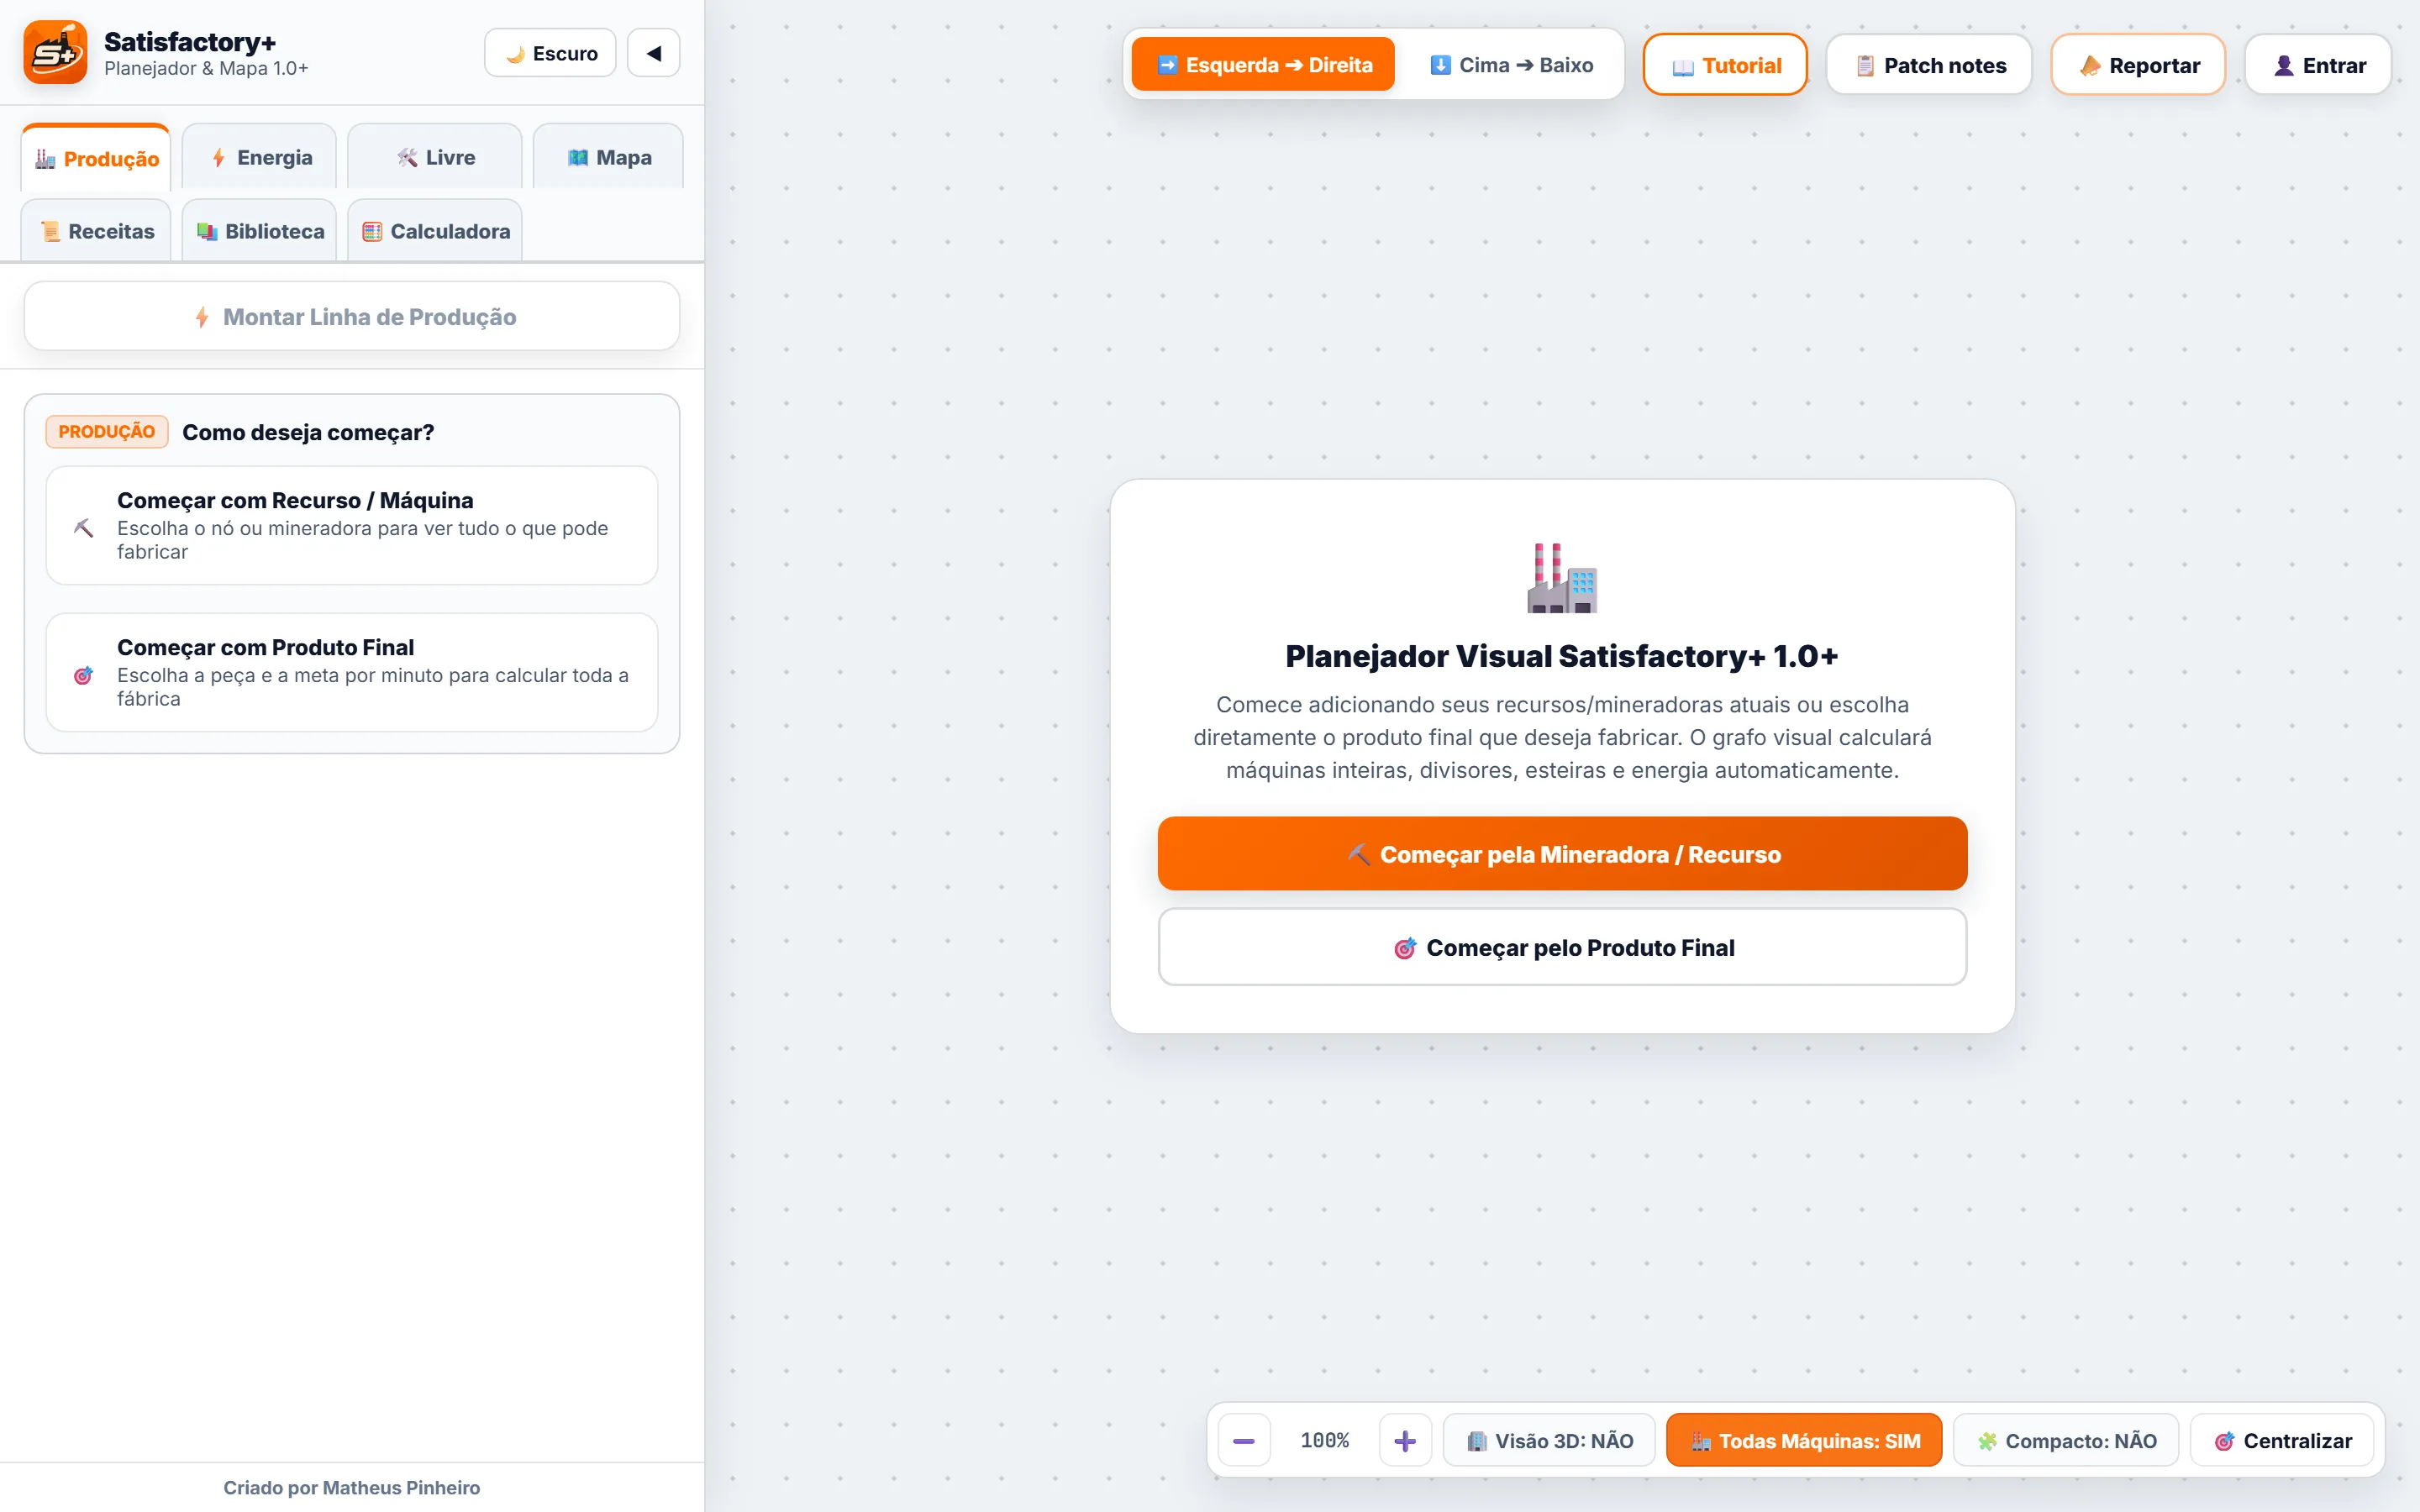 Satisfactory+
Planejador & Mapa 1.0+
Escuro
Produção
Energia
Livre
Mapa
Receitas
Biblioteca
Calculadora
Montar Linha de Produção
PRODUÇÃO
Como deseja começar?
Começar com Recurso / Máquina
Escolha o nó ou mineradora para ver tudo o que pode
fabricar
Começar com Produto Final
Escolha a peça e a meta por minuto para calcular toda a
fábrica
Criado por Matheus Pinheiro
Esquerda ➔ Direita
Cima ➔ Baixo
Tutorial
Patch notes
Reportar
Entrar
Planejador Visual Satisfactory+ 1.0+
Comece adicionando seus recursos/mineradoras atuais ou escolha
diretamente o produto final que deseja fabricar. O grafo visual calculará
máquinas inteiras, divisores, esteiras e energia automaticamente.
Começar pela Mineradora / Recurso
Começar pelo Produto Final
100%
Visão 3D: NÃO
Todas Máquinas: SIM
Compacto: NÃO
Centralizar